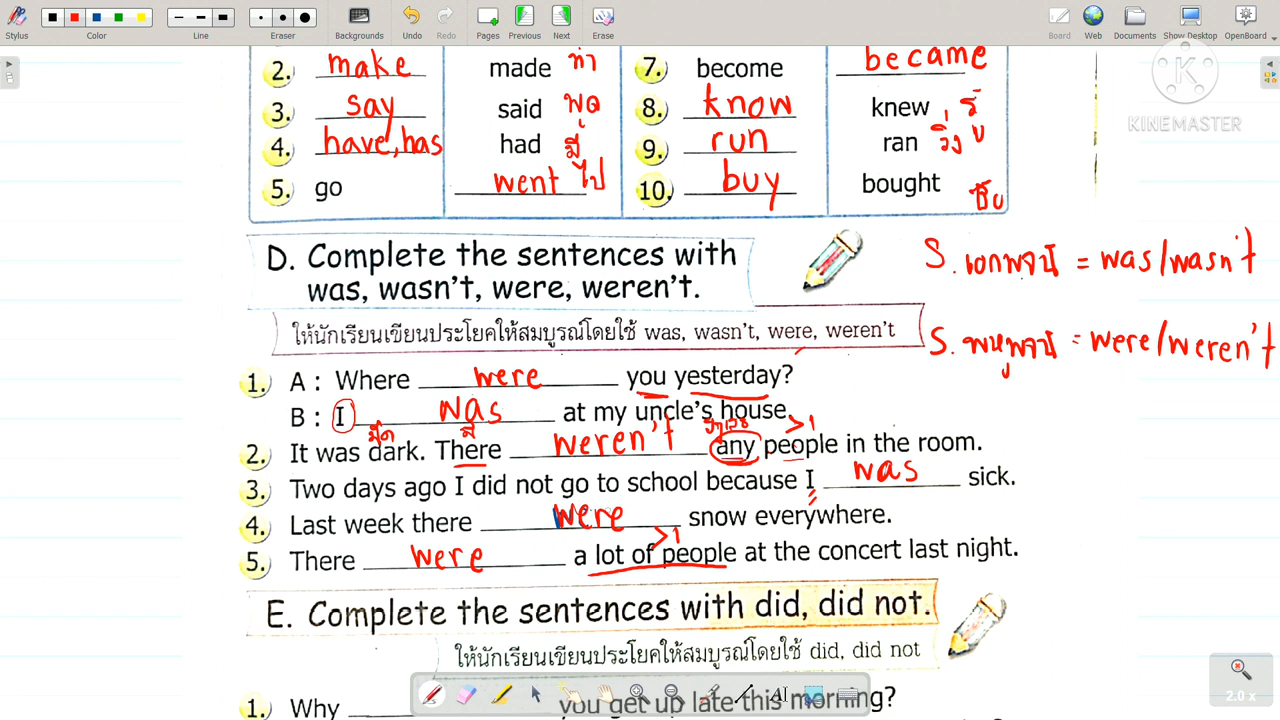 Stylus Color Line Eraser Backgrounds Undo Redo Pages Previous Next Erase Board Web Documents Show Desktop OpenBoard
K
KINEMASTER
2. make made ทำ 7. become became
3. say said พูด 8. know knew รู้
4. have, has had มี 9. run ran วิ่ง
5. go went ไป 10. buy bought ซื้อ
D. Complete the sentences with
was, wasn't, were, weren't.
ให้นักเรียนเขียนประโยคให้สมบูรณ์โดยใช้ was, wasn't, were, weren't
S. เอกพจน์ = was/wasn't
S. พหูพจน์ = were/weren't
1. A : Where were you yesterday?
B : I was at my uncle's house.
มืด มี >1
2. It was dark. There weren't any people in the room.
3. Two days ago I did not go to school because I was sick.
4. Last week there were snow everywhere.
>1
5. There were a lot of people at the concert last night.
E. Complete the sentences with did, did not.
ให้นักเรียนเขียนประโยคให้สมบูรณ์โดยใช้ did, did not
1. Why you get up late this morning?
2.0 x